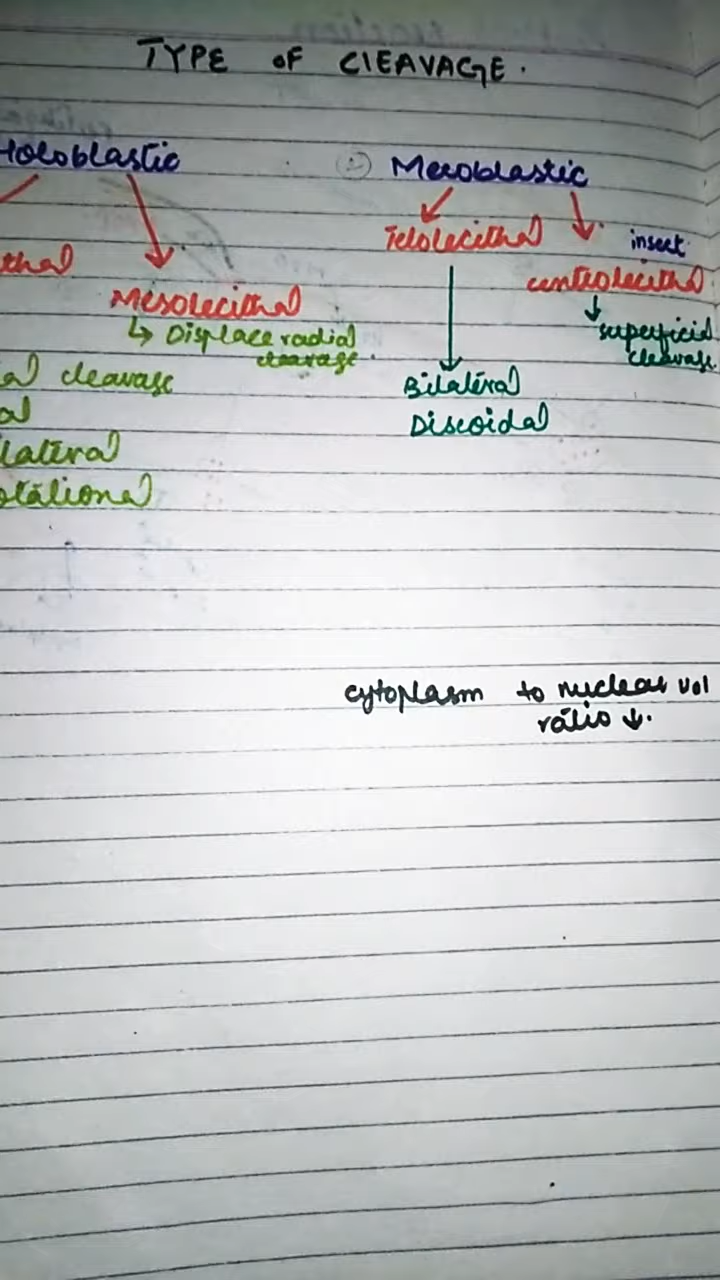 TYPE OF CLEAVAGE.
Holoblastic
Meroblastic
thal
Mesolecithal
↳ Displace radial
cleavage.
al cleavage
al
lateral
otational
Telolecithal
Bilateral
Discoidal
insect
centrolecithal
superficial
cleavage
cytoplasm to nuclear vol
ratio ↓.